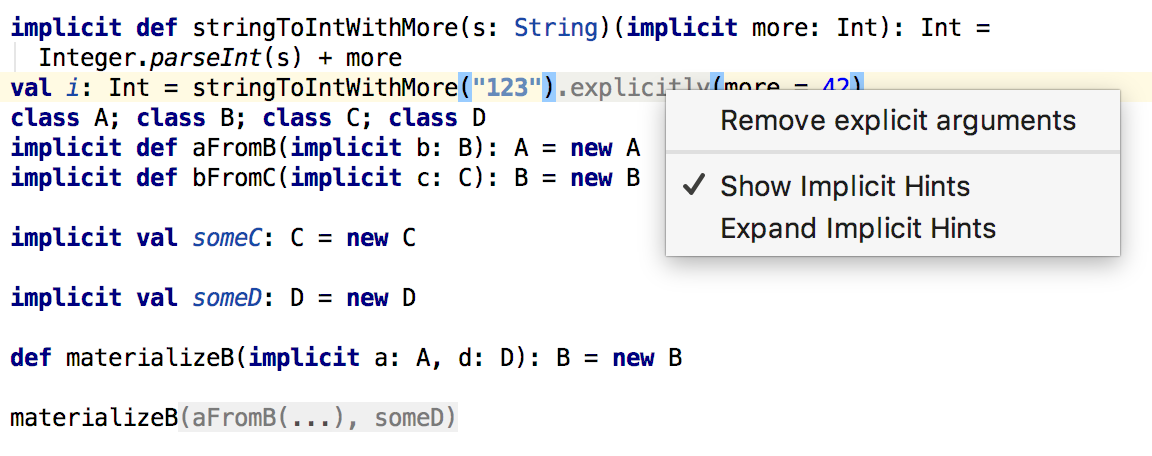 implicit def stringToIntWithMore(s: String)(implicit more: Int): Int =
Integer.parseInt(s) + more
val i: Int = stringToIntWithMore("123").explicitly(more = 42)
class A; class B; class C; class D
implicit def aFromB(implicit b: B): A = new A
implicit def bFromC(implicit c: C): B = new B
implicit val someC: C = new C
implicit val someD: D = new D
def materializeB(implicit a: A, d: D): B = new B
materializeB(aFromB(...), someD)
Remove explicit arguments
✓ Show Implicit Hints
Expand Implicit Hints